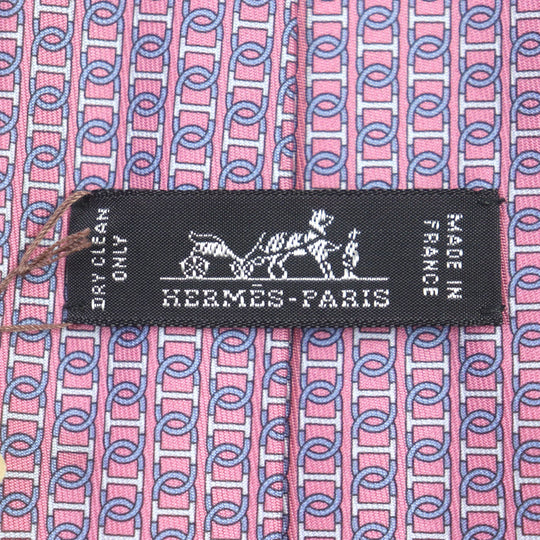 DRY CLEAN
ONLY
HERMÈS-PARIS
MADE IN
FRANCE